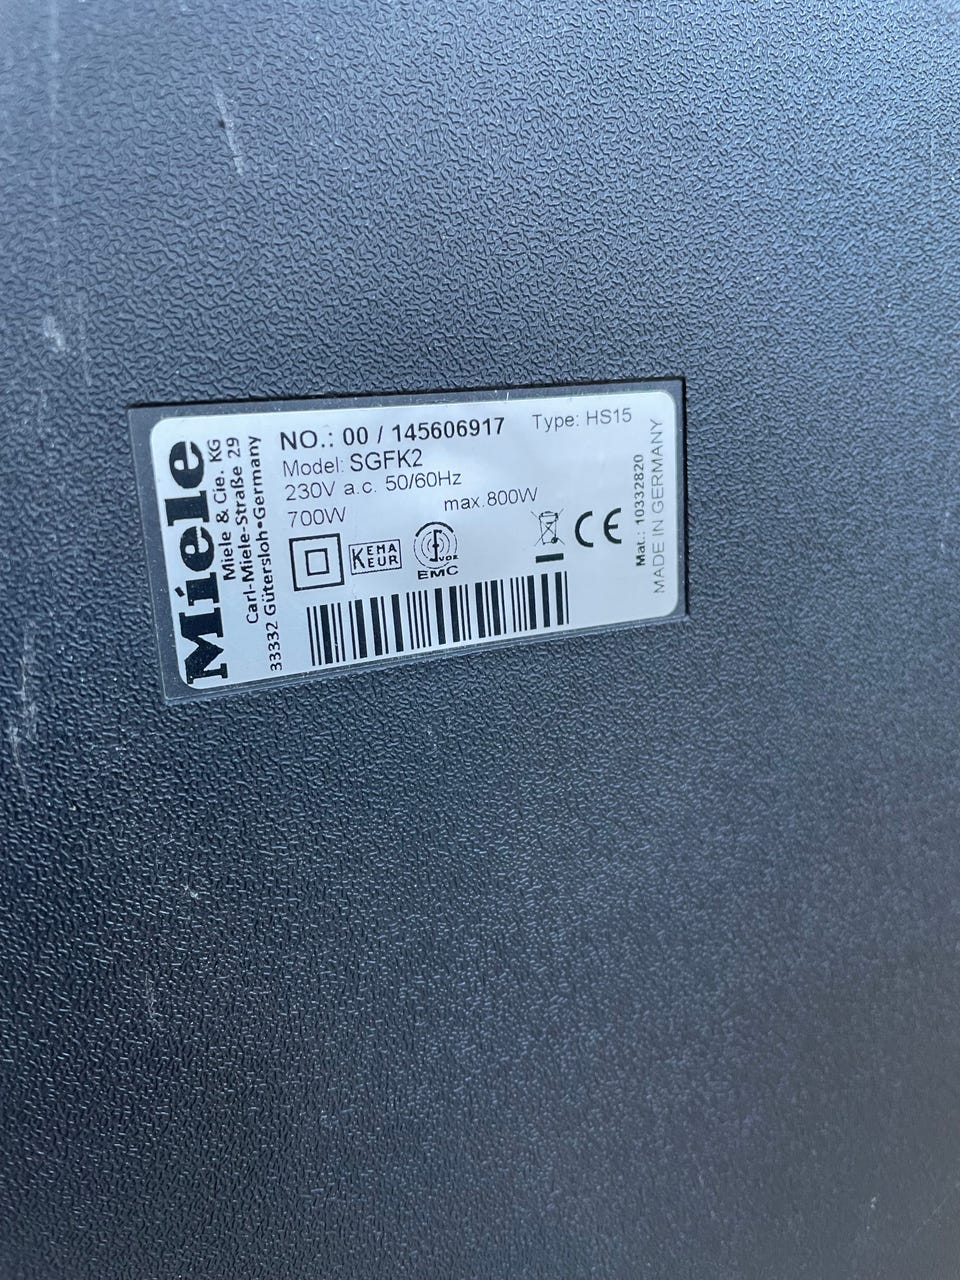 Miele
Miele & Cie. KG
Carl-Miele-Straße 29
33332 Gütersloh•Germany
NO.: 00 / 145606917
Type: HS15
Model: SGFK2
230V a.c. 50/60Hz
700W
max.800W
KEMA
KEUR
VDE
EMC
CE
Mat.: 10332820
MADE IN GERMANY